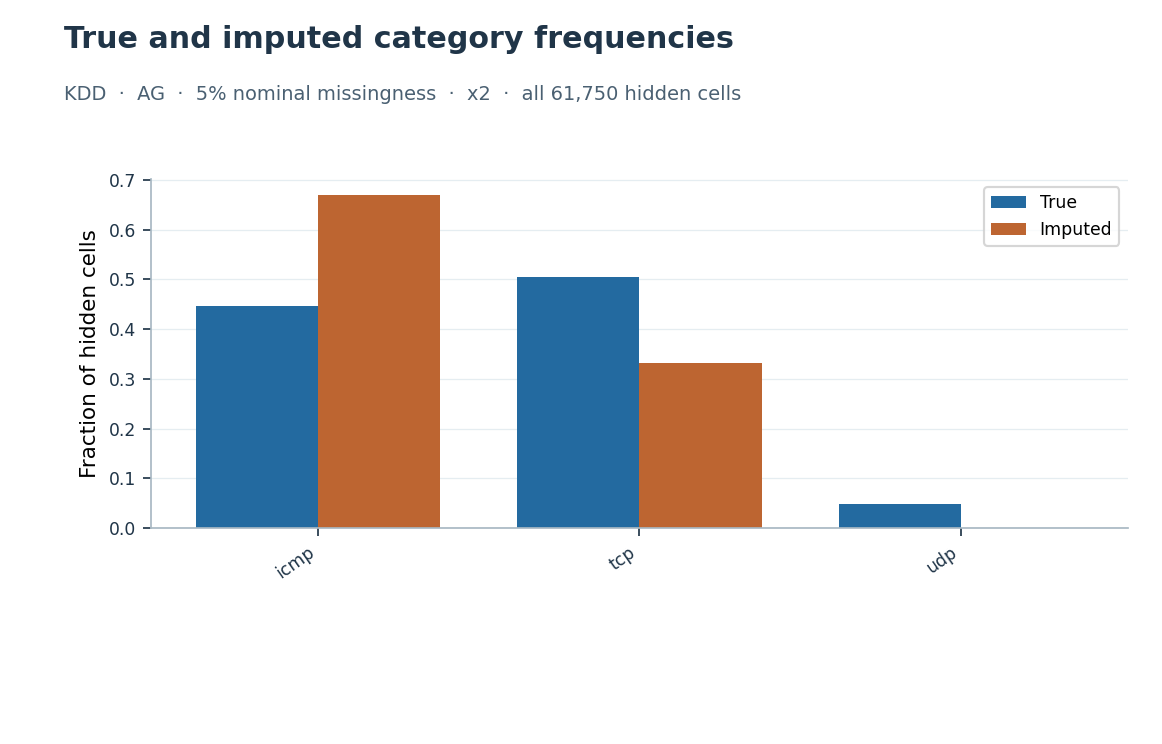 True and imputed category frequencies
KDD · AG · 5% nominal missingness · x2 · all 61,750 hidden cells
Fraction of hidden cells
0.7
0.6
0.5
0.4
0.3
0.2
0.1
0.0
True
Imputed
icmp
tcp
udp